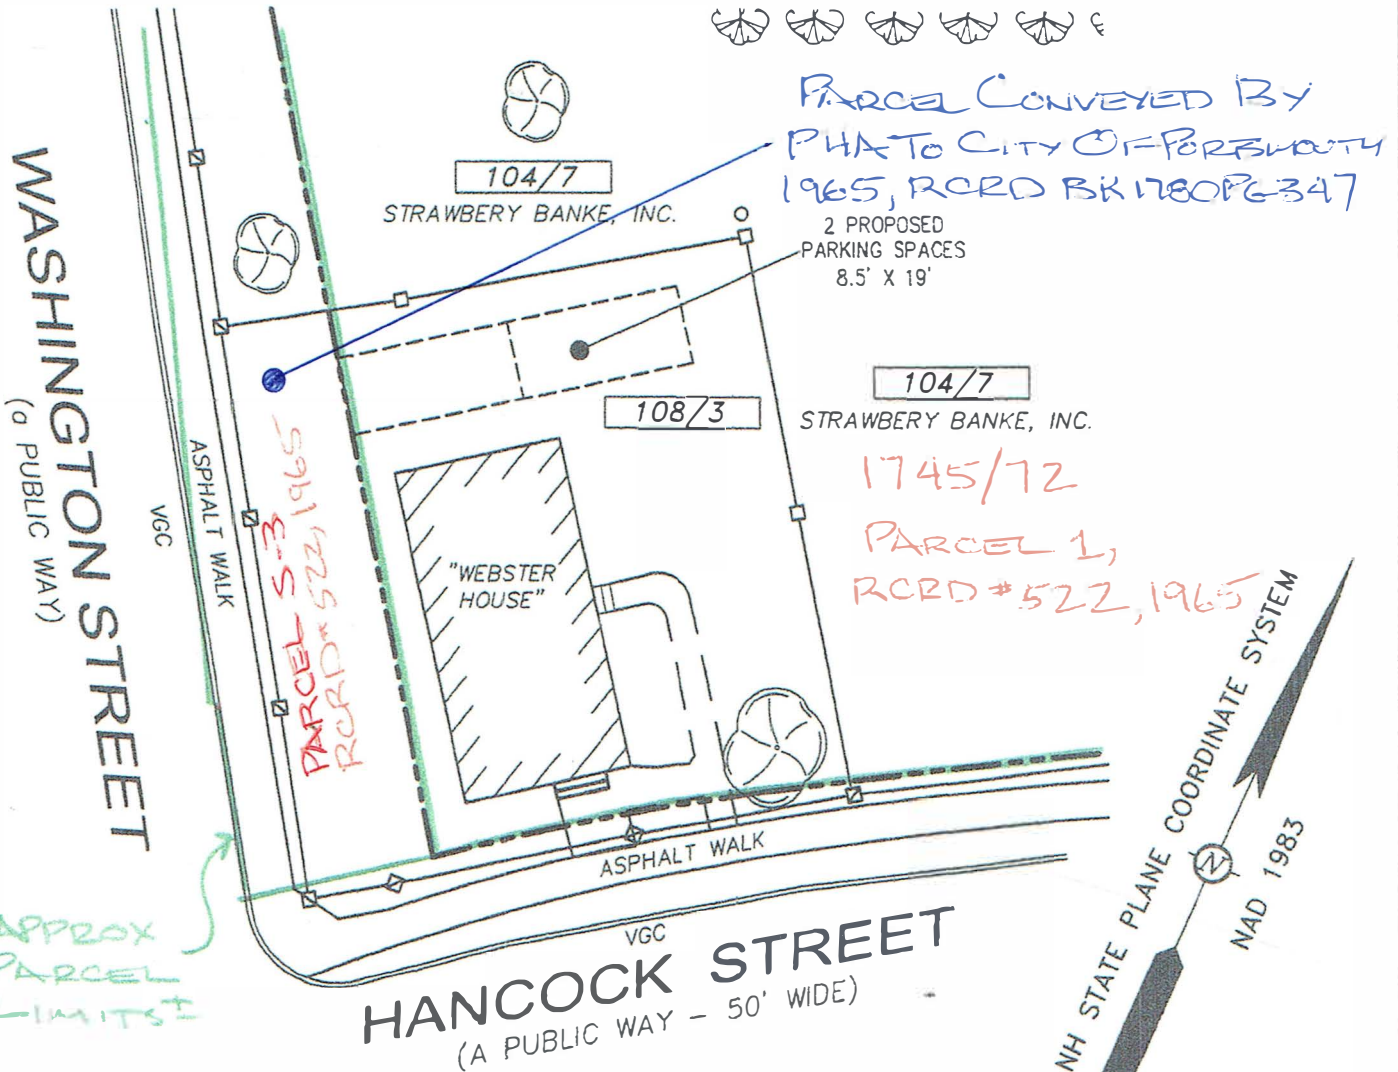 PARCEL CONVEYED BY
PHA TO CITY OF PORTSMOUTH
1965, RCRD BK 1780 PG 347
104/7
STRAWBERY BANKE, INC.
2 PROPOSED
PARKING SPACES
8.5' X 19'
WASHINGTON STREET
(a PUBLIC WAY)
VGC
ASPHALT WALK
PARCEL S-3
RCRD# 522, 1965
108/3
104/7
STRAWBERY BANKE, INC.
1745/72
PARCEL 1,
RCRD #522, 1965
"WEBSTER
HOUSE"
ASPHALT WALK
VGC
HANCOCK STREET
(A PUBLIC WAY - 50' WIDE)
APPROX
PARCEL
LIMITS±
NH STATE PLANE COORDINATE SYSTEM
N
NAD 1983